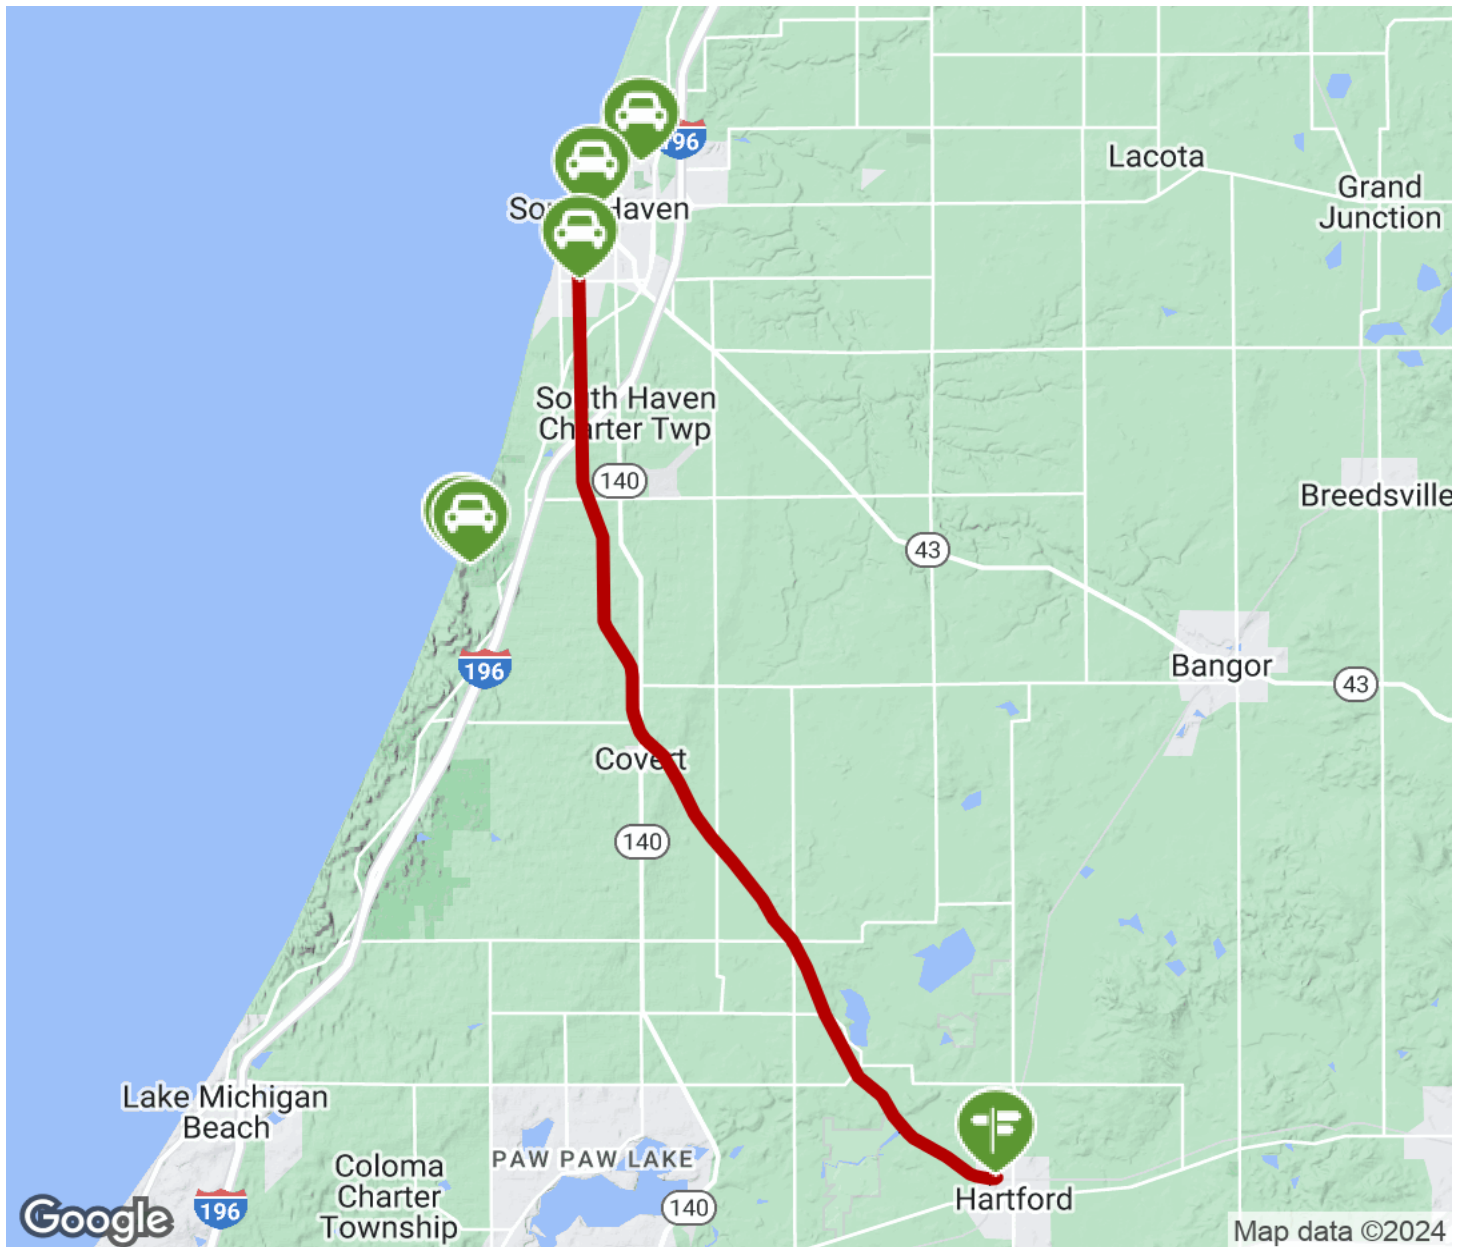 196
Lacota
Grand
Junction
South Haven
South Haven
Charter Twp
140
Breedsville
43
196
Bangor
43
Covert
140
Lake Michigan
Beach
PAW PAW LAKE
Coloma
Charter
Township
Hartford
196
140
Google
Map data ©2024